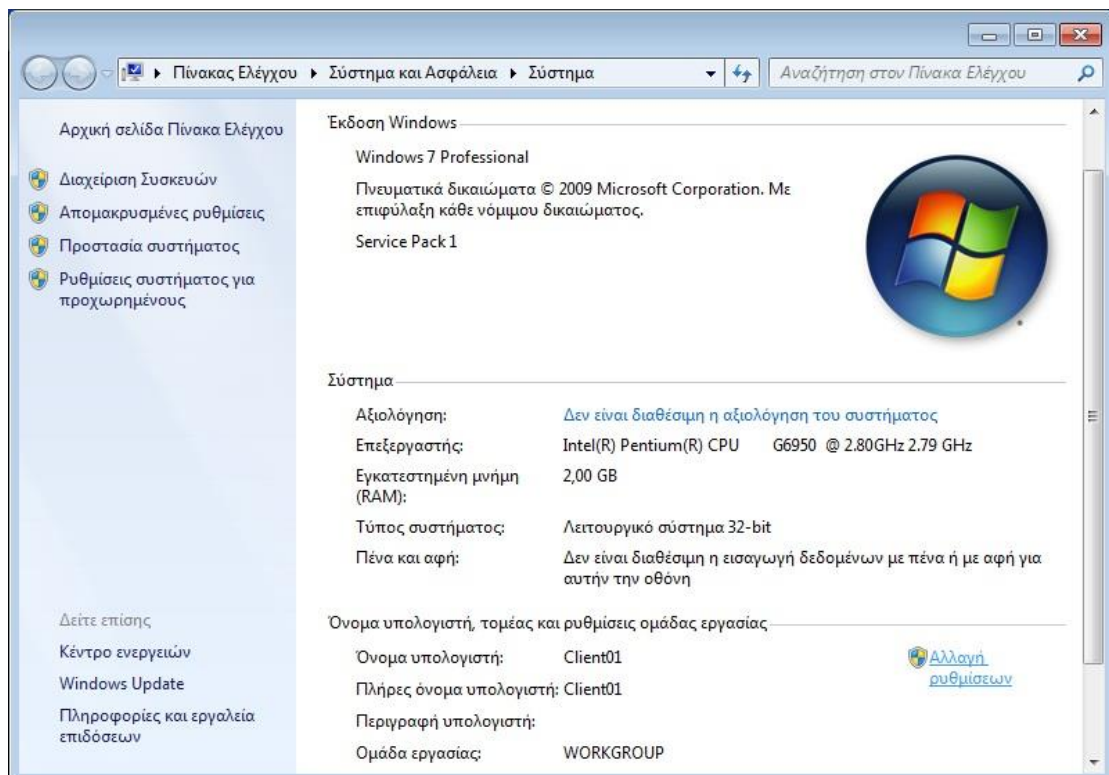 Πίνακας Ελέγχου ▸ Σύστημα και Ασφάλεια ▸ Σύστημα
Αναζήτηση στον Πίνακα Ελέγχου
Αρχική σελίδα Πίνακα Ελέγχου
Διαχείριση Συσκευών
Απομακρυσμένες ρυθμίσεις
Προστασία συστήματος
Ρυθμίσεις συστήματος για
προχωρημένους
Δείτε επίσης
Κέντρο ενεργειών
Windows Update
Πληροφορίες και εργαλεία
επιδόσεων
Έκδοση Windows
Windows 7 Professional
Πνευματικά δικαιώματα © 2009 Microsoft Corporation. Με
επιφύλαξη κάθε νόμιμου δικαιώματος.
Service Pack 1
Σύστημα
Αξιολόγηση: Δεν είναι διαθέσιμη η αξιολόγηση του συστήματος
Επεξεργαστής: Intel(R) Pentium(R) CPU G6950 @ 2.80GHz 2.79 GHz
Εγκατεστημένη μνήμη 2,00 GB
(RAM):
Τύπος συστήματος: Λειτουργικό σύστημα 32-bit
Πένα και αφή: Δεν είναι διαθέσιμη η εισαγωγή δεδομένων με πένα ή με αφή για
αυτήν την οθόνη
Όνομα υπολογιστή, τομέας και ρυθμίσεις ομάδας εργασίας
Όνομα υπολογιστή: Client01
Αλλαγή
ρυθμίσεων
Πλήρες όνομα υπολογιστή: Client01
Περιγραφή υπολογιστή:
Ομάδα εργασίας: WORKGROUP